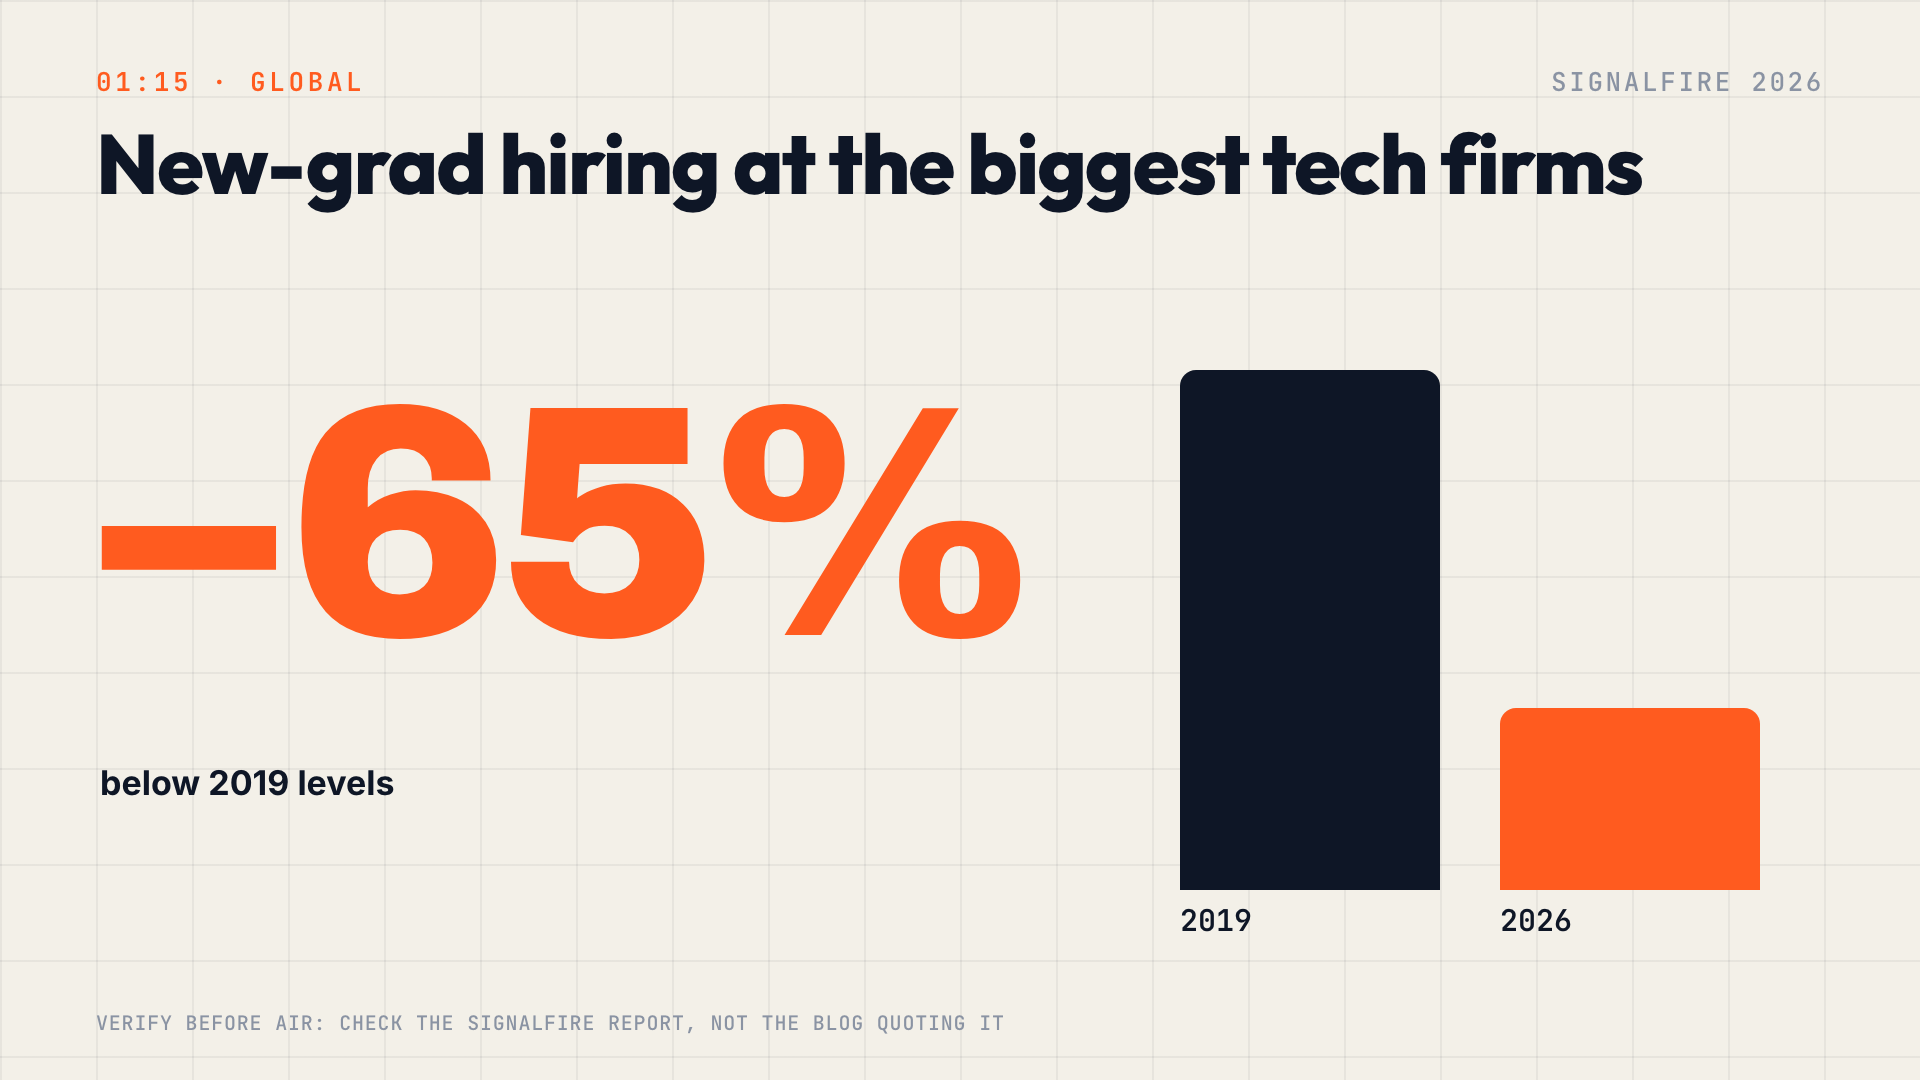 01:15 · GLOBAL
SIGNALFIRE 2026
New-grad hiring at the biggest tech firms
–65%
below 2019 levels
2019
2026
VERIFY BEFORE AIR: CHECK THE SIGNALFIRE REPORT, NOT THE BLOG QUOTING IT